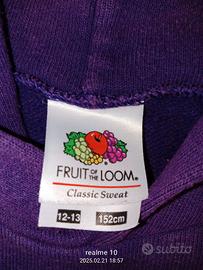 FRUIT OF THE LOOM®
Classic Sweat
12-13 152cm
realme 10
2025.02.21 18:57
subito